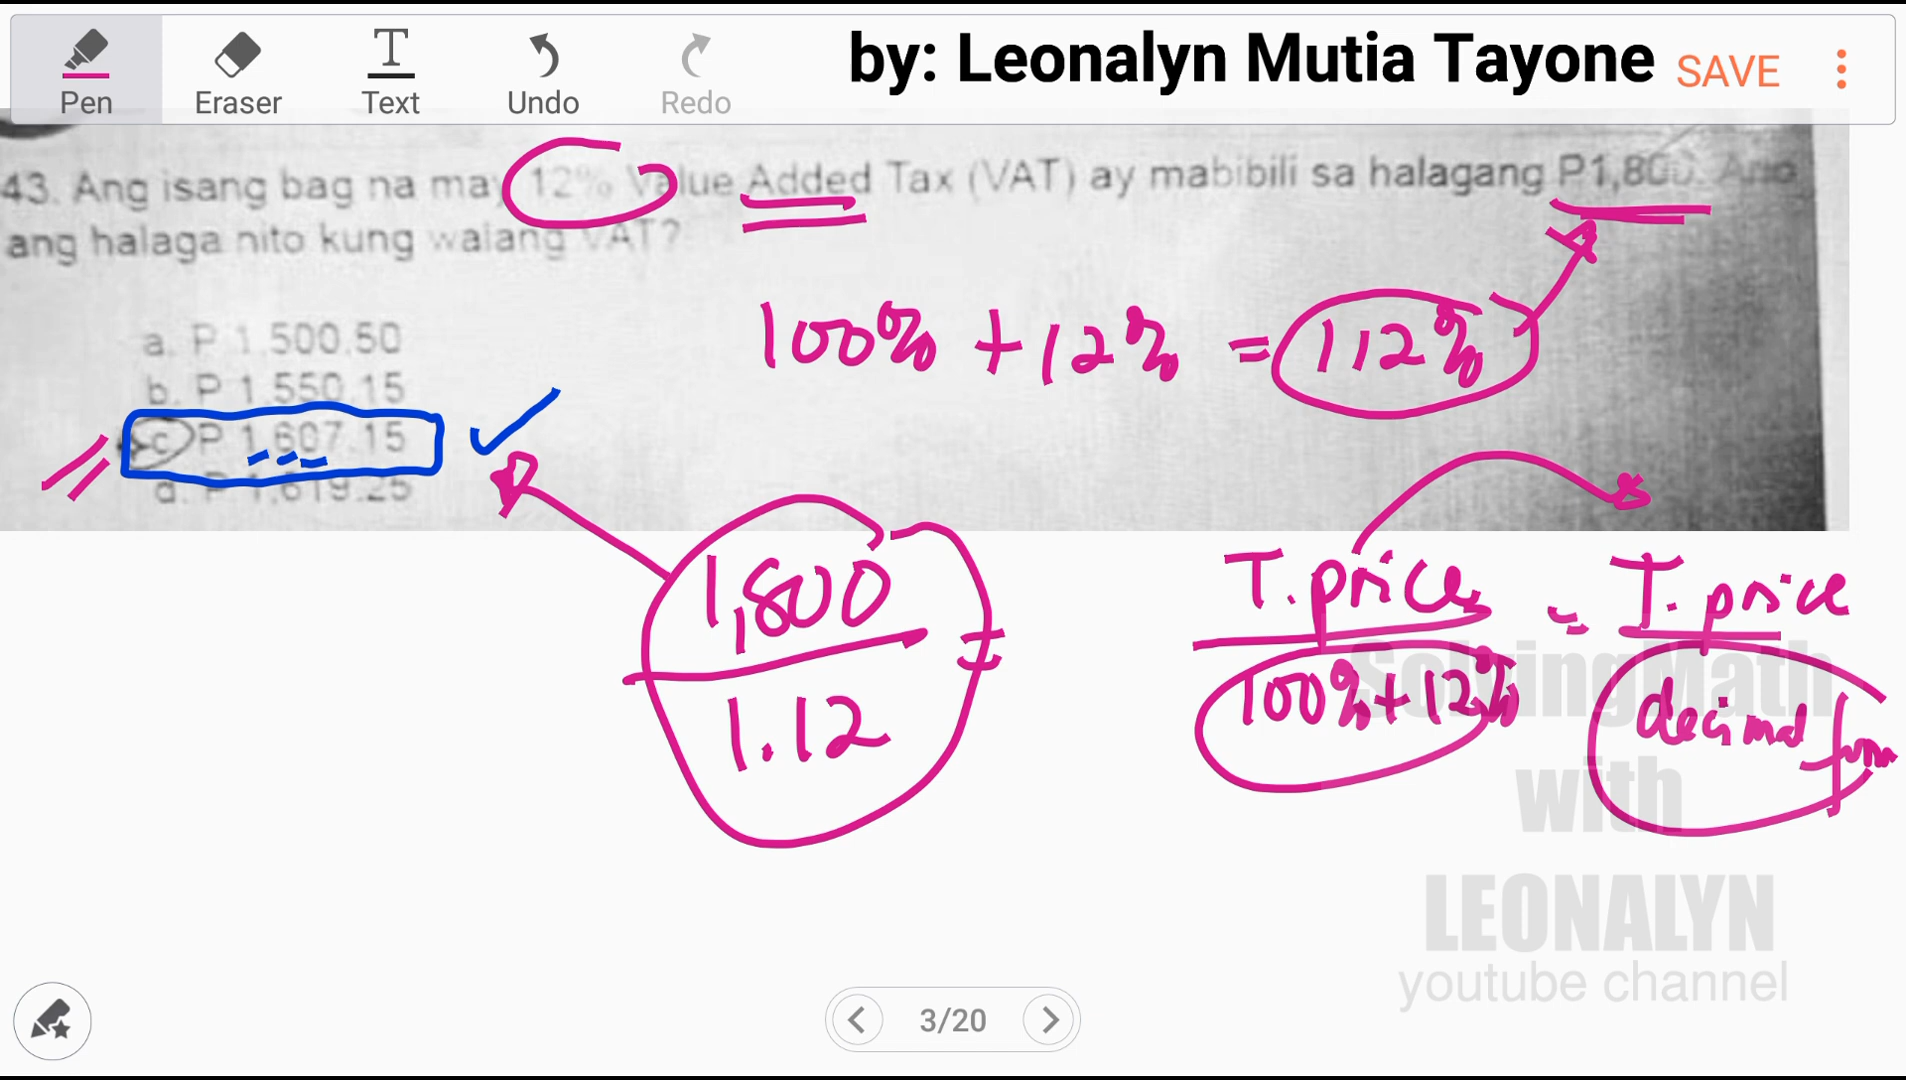 by: Leonalyn Mutia Tayone
SAVE
Pen
Eraser
Text
Undo
Redo
43. Ang isang bag na may 12% Value Added Tax (VAT) ay mabibili sa halagang P1,800. Ano
ang halaga nito kung walang VAT?
100% + 12% = 112%
a. P 1,500.50
b. P 1,550.15
c. P 1,607.15
d. P 1,619.25
1,800
1.12
=
T. price
100% + 12%
=
T. price
decimal form
SolvingMath
with
LEONALYN
youtube channel
3/20